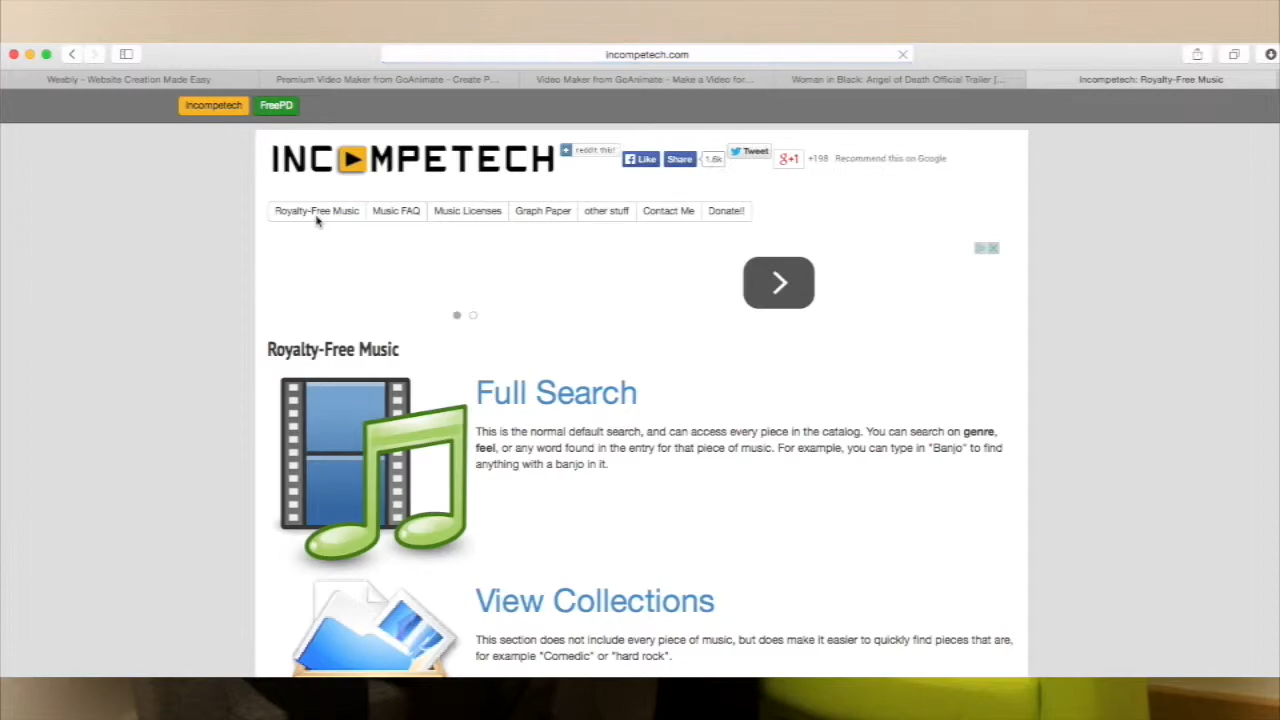 incompetech.com
Weebly - Website Creation Made Easy
Premium Video Maker from GoAnimate - Create P...
Video Maker from GoAnimate - Make a Video for...
Woman in Black: Angel of Death Official Trailer [...
Incompetech: Royalty-Free Music
Incompetech FreePD
INCOMPETECH
reddit this!
Like Share 1.6k
Tweet
g+1 +198 Recommend this on Google
Royalty-Free Music Music FAQ Music Licenses Graph Paper other stuff Contact Me Donate!!
Royalty-Free Music
Full Search
This is the normal default search, and can access every piece in the catalog. You can search on genre,
feel, or any word found in the entry for that piece of music. For example, you can type in "Banjo" to find
anything with a banjo in it.
View Collections
This section does not include every piece of music, but does make it easier to quickly find pieces that are,
for example "Comedic" or "hard rock".